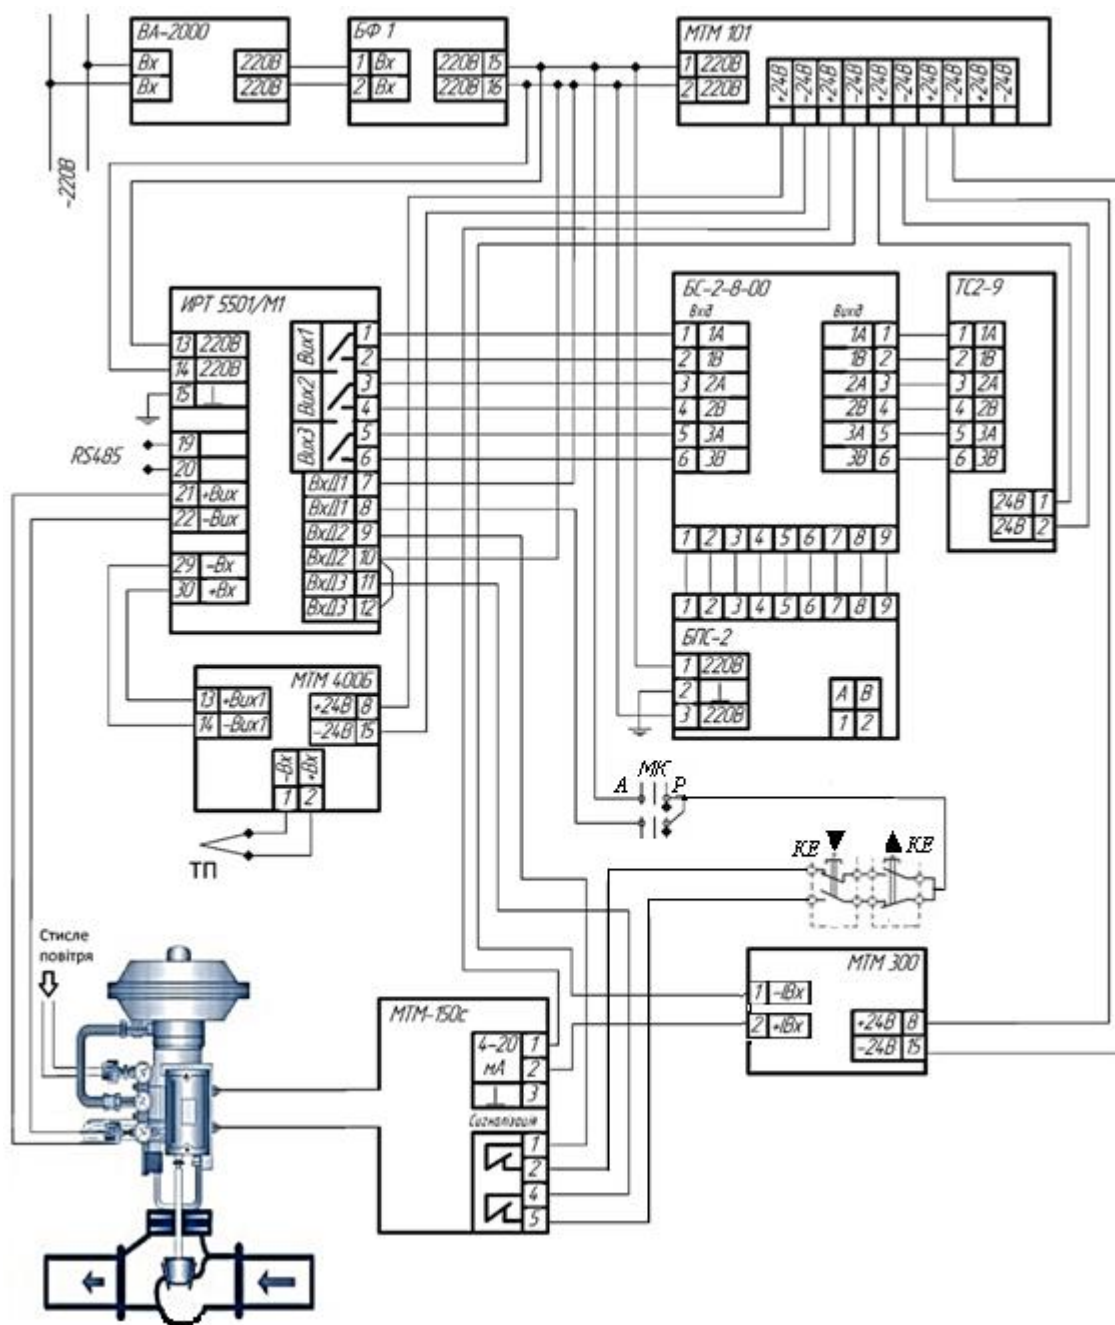 ВА-2000
Вх
Вх
220В
220В
~220В
БФ 1
1 Вх
2 Вх
220В 15
220В 16
МТМ 101
1 220В
2 220В
+24В -24В +24В -24В +24В -24В +24В -24В +24В -24В
ИРТ 5501/М1
13 220В
14 220В
15
19
20
RS485
21 +Вих
22 -Вих
29 -Вх
30 +Вх
Вих1 1
2
Вих2 3
4
Вих3 5
6
ВхД1 7
ВхД1 8
ВхД2 9
ВхД2 10
ВхД3 11
ВхД3 12
БС-2-8-00
Вхід
Вихід
1 1А
2 1В
3 2А
4 2В
5 3А
6 3В
1А 1
1В 2
2А 3
2В 4
3А 5
3В 6
1 2 3 4 5 6 7 8 9
ТС2-9
1 1А
2 1В
3 2А
4 2В
5 3А
6 3В
24В 1
24В 2
1 2 3 4 5 6 7 8 9
БПС-2
1 220В
2
3 220В
А В
1 2
МТМ 400Б
13 +Вих1
14 -Вих1
+24В 8
-24В 15
-Вх +Вх
1 2
ТП
А МК Р
КЕ КЕ
Стисле
повітря
МТМ-150с
4-20
мА
1
2
3
Сигналізація
1
2
4
5
МТМ 300
1 -IВх
2 +IВх
+24В 8
-24В 15